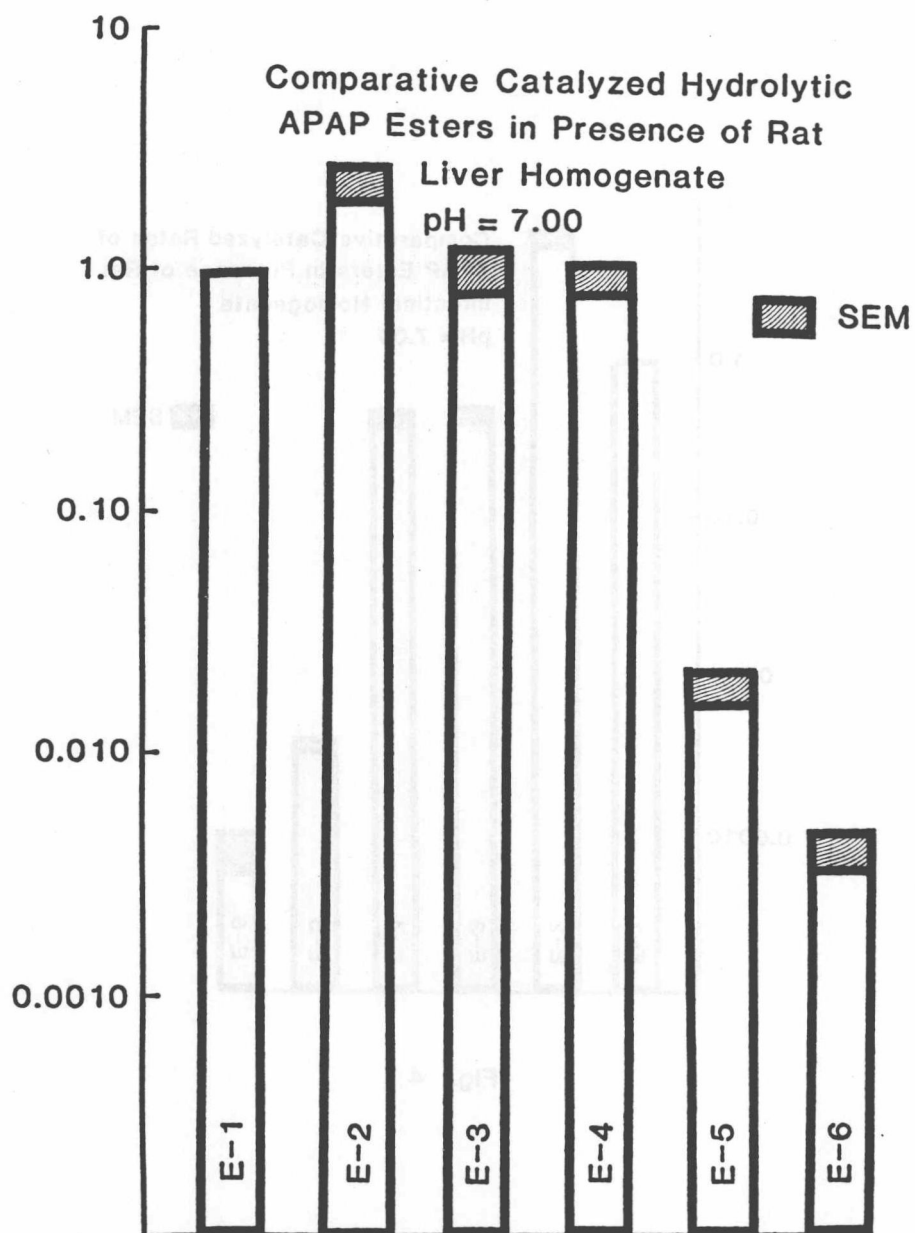 10
Comparative Catalyzed Hydrolytic
APAP Esters in Presence of Rat
Liver Homogenate
pH = 7.00
1.0
SEM
0.10
0.010
0.0010
E-1
E-2
E-3
E-4
E-5
E-6